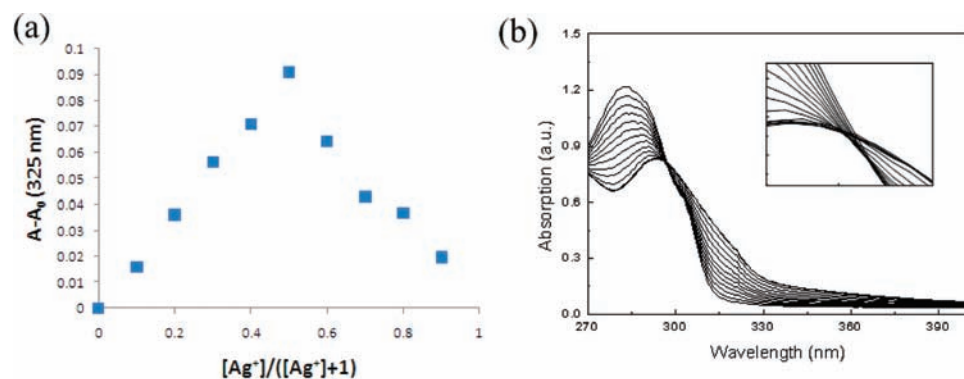 (a)
A-A₀ (325 nm)
0.1
0.09
0.08
0.07
0.06
0.05
0.04
0.03
0.02
0.01
0
0 0.2 0.4 0.6 0.8 1
[Ag⁺]/([Ag⁺]+1)
(b)
Absorption (a.u.)
1.5
1.2
0.9
0.6
0.3
0.0
270 300 330 360 390
Wavelength (nm)